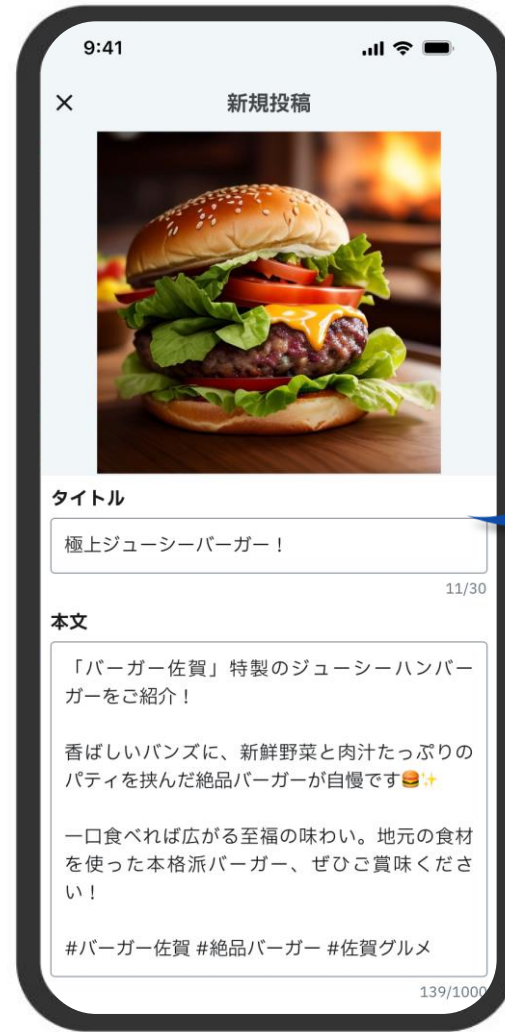 9:41
新規投稿
タイトル
極上ジューシーバーガー！
11/30
本文
「バーガー佐賀」特製のジューシーハンバー
ガーをご紹介！
香ばしいバンズに、新鮮野菜と肉汁たっぷりの
パティを挟んだ絶品バーガーが自慢です🍔✨
一口食べれば広がる至福の味わい。地元の食材
を使った本格派バーガー、ぜひご賞味くださ
い！
#バーガー佐賀 #絶品バーガー #佐賀グルメ
139/1000